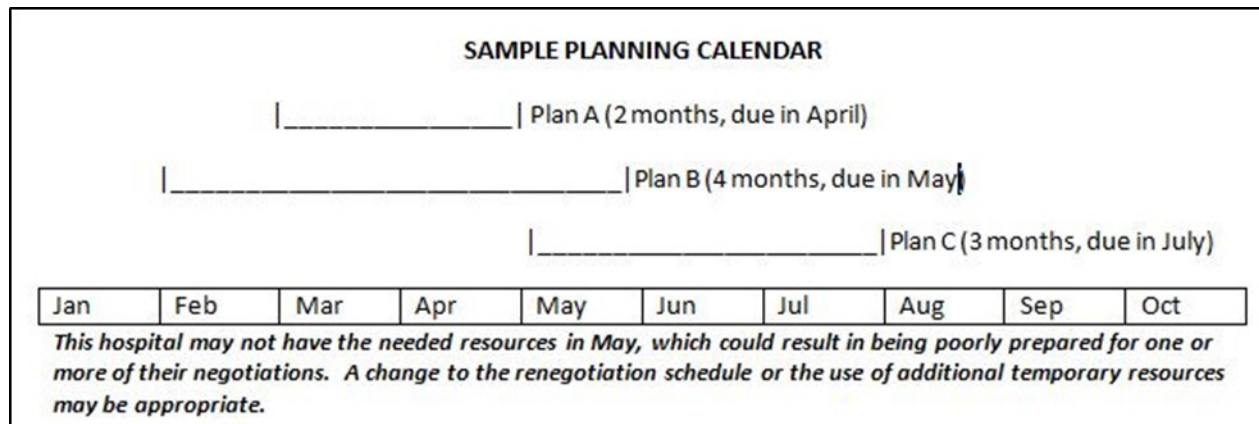 SAMPLE PLANNING CALENDAR
|________________| Plan A (2 months, due in April)
|________________________________| Plan B (4 months, due in May)
|________________________| Plan C (3 months, due in July)
Jan Feb Mar Apr May Jun Jul Aug Sep Oct
This hospital may not have the needed resources in May, which could result in being poorly prepared for one or
more of their negotiations. A change to the renegotiation schedule or the use of additional temporary resources
may be appropriate.